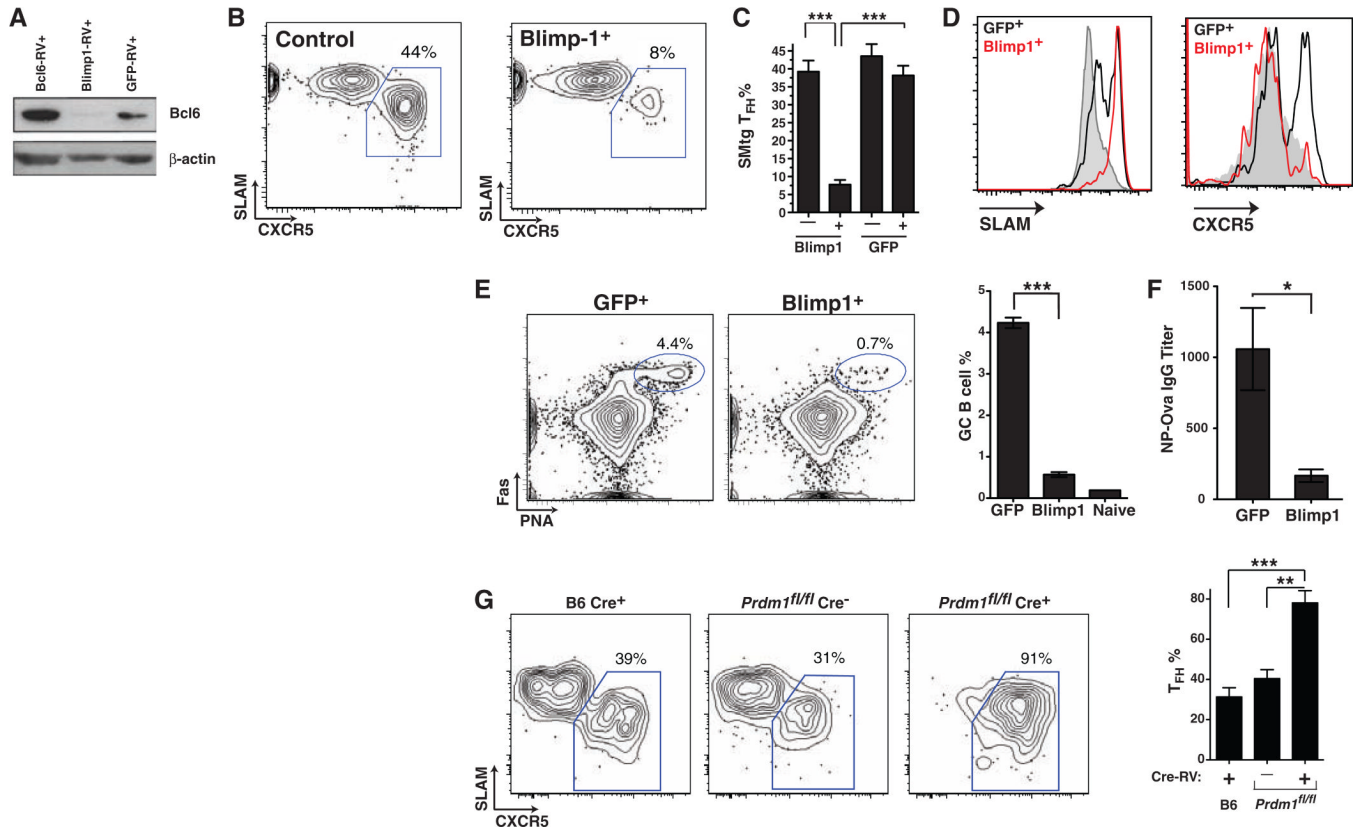 A
Bcl6-RV+
Blimp1-RV+
GFP-RV+
Bcl6
β-actin
B
Control
44%
SLAM
CXCR5
Blimp-1+
8%
SLAM
CXCR5
C
***
***
SMtg TFH%
45
40
35
30
25
20
15
10
5
0
— + — +
Blimp1 GFP
D
GFP+
Blimp1+
SLAM
GFP+
Blimp1+
CXCR5
E
GFP+
4.4%
Fas
PNA
Blimp1+
0.7%
***
GC B cell %
5
4
3
2
1
0
GFP Blimp1 Naive
F
*
NP-Ova IgG Titer
1500
1000
500
0
GFP Blimp1
G
B6 Cre+
39%
SLAM
CXCR5
Prdm1fl/fl Cre-
31%
Prdm1fl/fl Cre+
91%
***
**
TFH %
80
60
40
20
0
Cre-RV: + — +
B6 Prdm1fl/fl